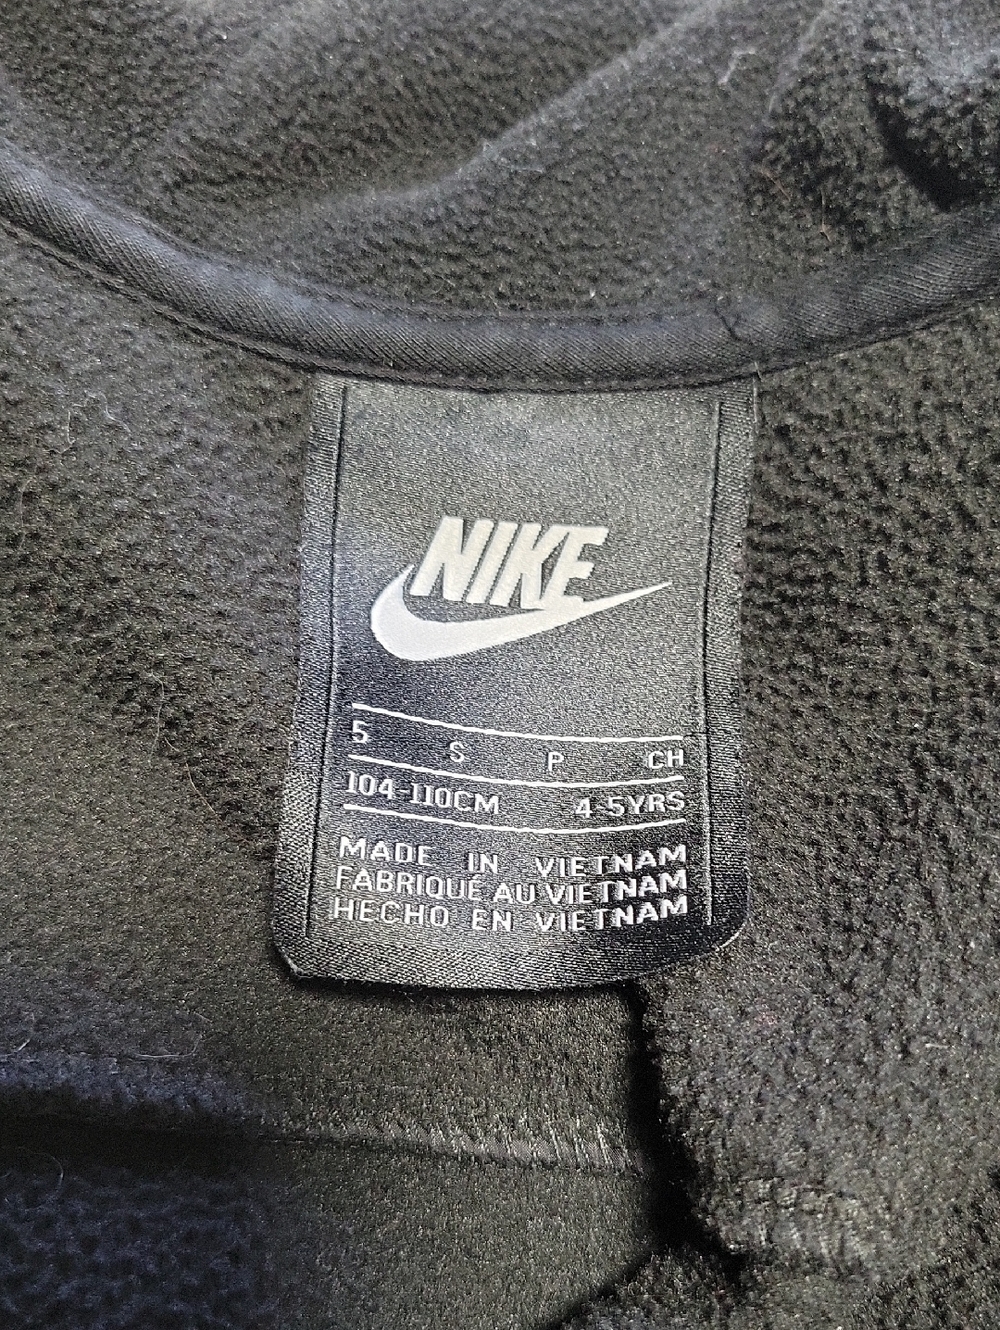 NIKE
5 S P CH
104-110CM 4-5YRS
MADE IN VIETNAM
FABRIQUÉ AU VIETNAM
HECHO EN VIETNAM